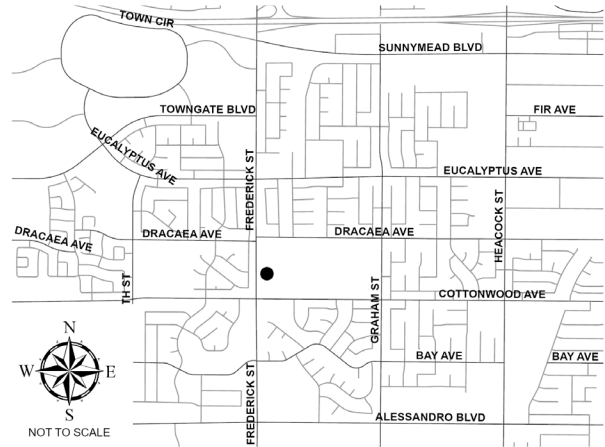 TOWN CIR
SUNNYMEAD BLVD
TOWNGATE BLVD
FIR AVE
EUCALYPTUS AVE
FREDERICK ST
EUCALYPTUS AVE
HEACOCK ST
DRACAEA AVE
DRACAEA AVE
DRACAEA AVE
TH ST
GRAHAM ST
COTTONWOOD AVE
N
W
E
S
NOT TO SCALE
BAY AVE
BAY AVE
FREDERICK ST
ALESSANDRO BLVD